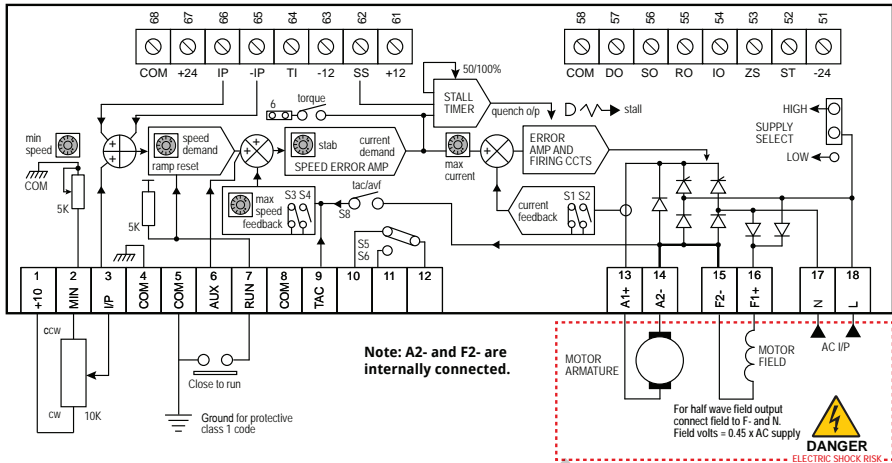 68 67 66 65 64 63 62 61
58 57 56 55 54 53 52 51
COM +24 IP -IP TI -12 SS +12
COM DO SO RO IO ZS ST -24
50/100%
STALL
TIMER
quench o/p
stall
HIGH
SUPPLY
SELECT
LOW
6
torque
min
speed
COM
5K
speed
demand
ramp reset
5K
stab
current
demand
SPEED ERROR AMP
max
current
ERROR
AMP AND
FIRING CCTS
max
speed
feedback
S3 S4
tac/avf
S8
S5
S6
current
feedback
S1 S2
1 2 3 4 5 6 7 8 9 10 11 12
+10 MIN I/P COM COM AUX RUN COM TAC
13 14 15 16 17 18
A1+ A2- F2- F1+ N L
ccw
cw
10K
Close to run
Ground for protective
class 1 code
Note: A2- and F2- are
internally connected.
MOTOR
ARMATURE
MOTOR
FIELD
AC I/P
For half wave field output
connect field to F- and N.
Field volts = 0.45 x AC supply
DANGER
ELECTRIC SHOCK RISK